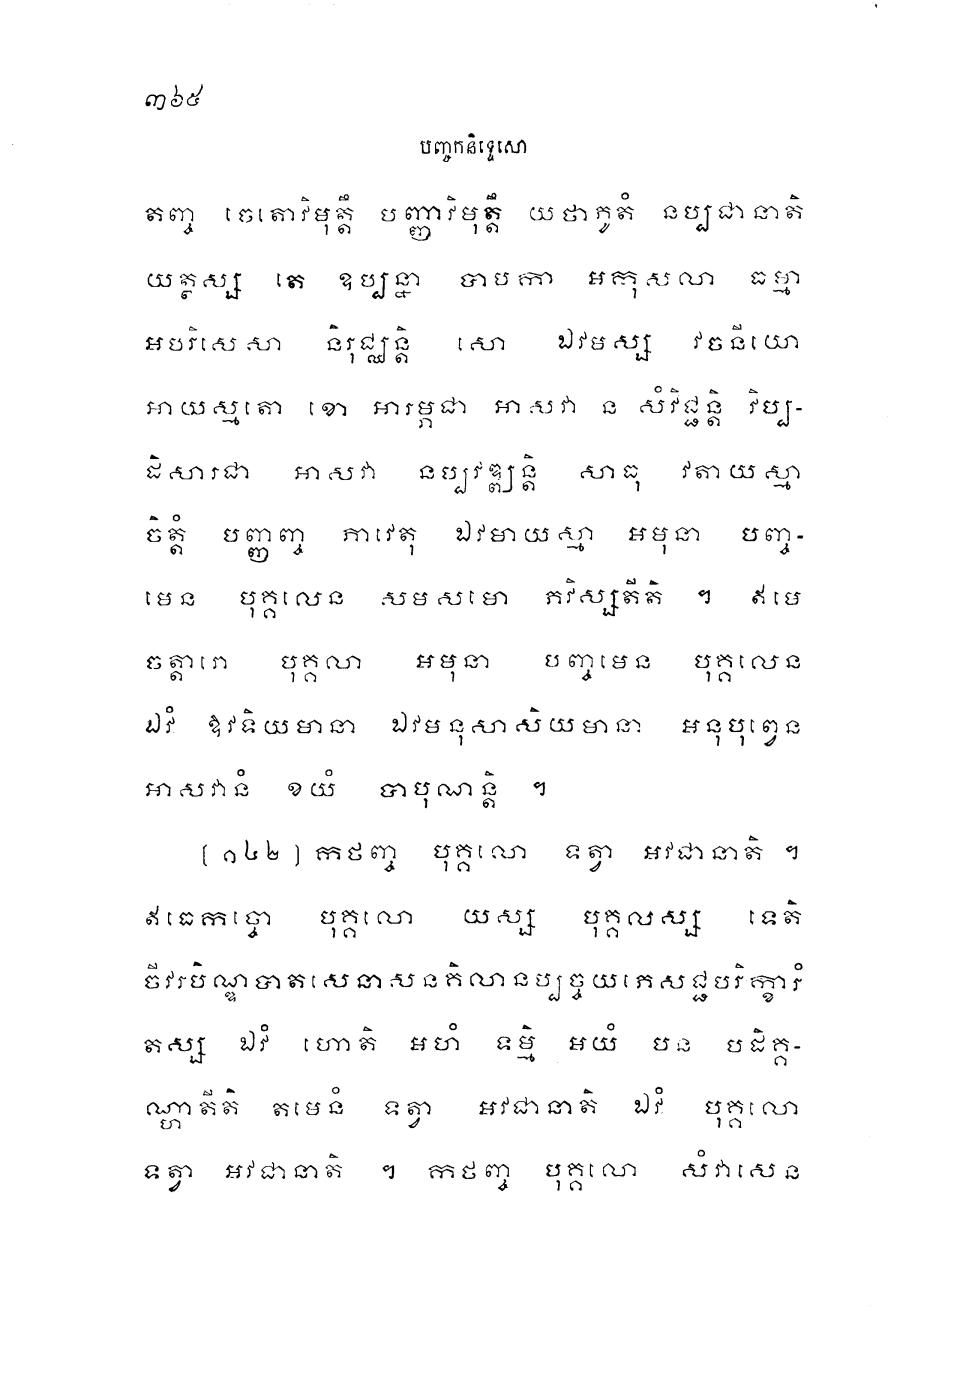 ៣៦៥
បញ្ចកនិទ្ទេសោ
តញ្ច ចេតោវិមុត្តឹ បញ្ញាវិមុត្តឹ យថាភូតំ នប្បជានាតិ
យត្ថស្ស តេ ឧប្បន្នា បាបកា អកុសលា ធម្មា
អបរិសេសា និរុជ្ឈន្តិ សោ ឯវមស្ស វចនីយោ
អាយស្មតោ ខោ អារម្ភជា អាសវា ន សំវិជ្ជន្តិ វិប្ប-
ដិសារជា អាសវា នប្បវឌ្ឍន្តិ សាធុ វតាយស្មា
ចិត្តំ បញ្ញញ្ច ភាវេតុ ឯវមាយស្មា អមុនា បញ្ច-
មេន បុគ្គលេន សមសមោ ភវិស្សតីតិ ។ ឥមេ
ចត្តារោ បុគ្គលា អមុនា បញ្ចមេន បុគ្គលេន
ឯវំ ឱវទិយមានា ឯវមនុសាសិយមានា អនុបុព្វេន
អាសវានំ ខយំ បាបុណន្តិ ។
(១៤២) កថញ្ច បុគ្គលោ ទត្វា អវជានាតិ ។
ឥធេកច្ចោ បុគ្គលោ យស្ស បុគ្គលស្ស ទេតិ
ចីវរបិណ្ឌបាតសេនាសនគិលានប្បច្ចយភេសជ្ជបរិក្ខារំ
តស្ស ឯវំ ហោតិ អហំ ទម្មិ អយំ បន បដិគ្គ-
ណ្ហាតីតិ តមេនំ ទត្វា អវជានាតិ ឯវំ បុគ្គលោ
ទត្វា អវជានាតិ ។ កថញ្ច បុគ្គលោ សំវាសេន